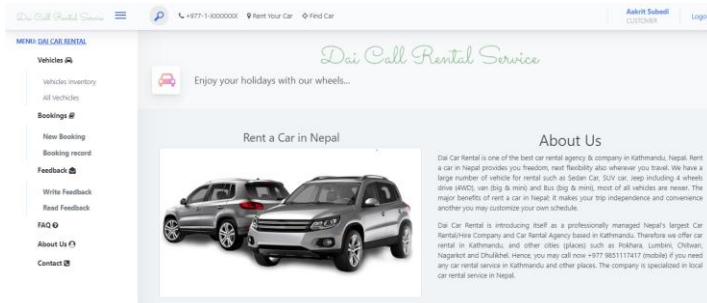 Dai Call Rental Service
+977-1-XXXXXXX Rent Your Car Find Car
Aakrit Subedi
CUSTOMER
Logo
MENU: DAI CAR RENTAL
Vehicles
Vehicles Inventory
All Vechicles
Bookings
New Booking
Booking record
Feedback
Write Feedback
Read Feedback
FAQ
About Us
Contact
Dai Call Rental Service
Enjoy your holidays with our wheels...
Rent a Car in Nepal
About Us
Dai Car Rental is one of the best car rental agency & company in Kathmandu, Nepal. Rent
a car in Nepal provides you freedom, next flexibility also wherever you travel. We have a
large number of vehicle for rental such as Sedan Car, SUV car, Jeep including 4 wheels
drive (4WD), van (big & mini) and Bus (big & mini), most of all vehicles are newer. The
major benefits of rent a car in nepal; it makes your trip independence and convenience
another you may customize your own schedule.
Dai Car Rental is introducing itself as a professionally managed Nepal's largest Car
Rental/Hire Company and Car Rental Agency based in Kathmandu. Therefore we offer car
rental in Kathmandu, and other cities (places) such as Pokhara, Lumbini, Chitwan,
Nagarkot and Dhulikhel. Hence, you may call now +977 9851117417 (mobile) if you need
any car rental service in Kathmandu and other places. The company is specialized in local
car rental service in Nepal.